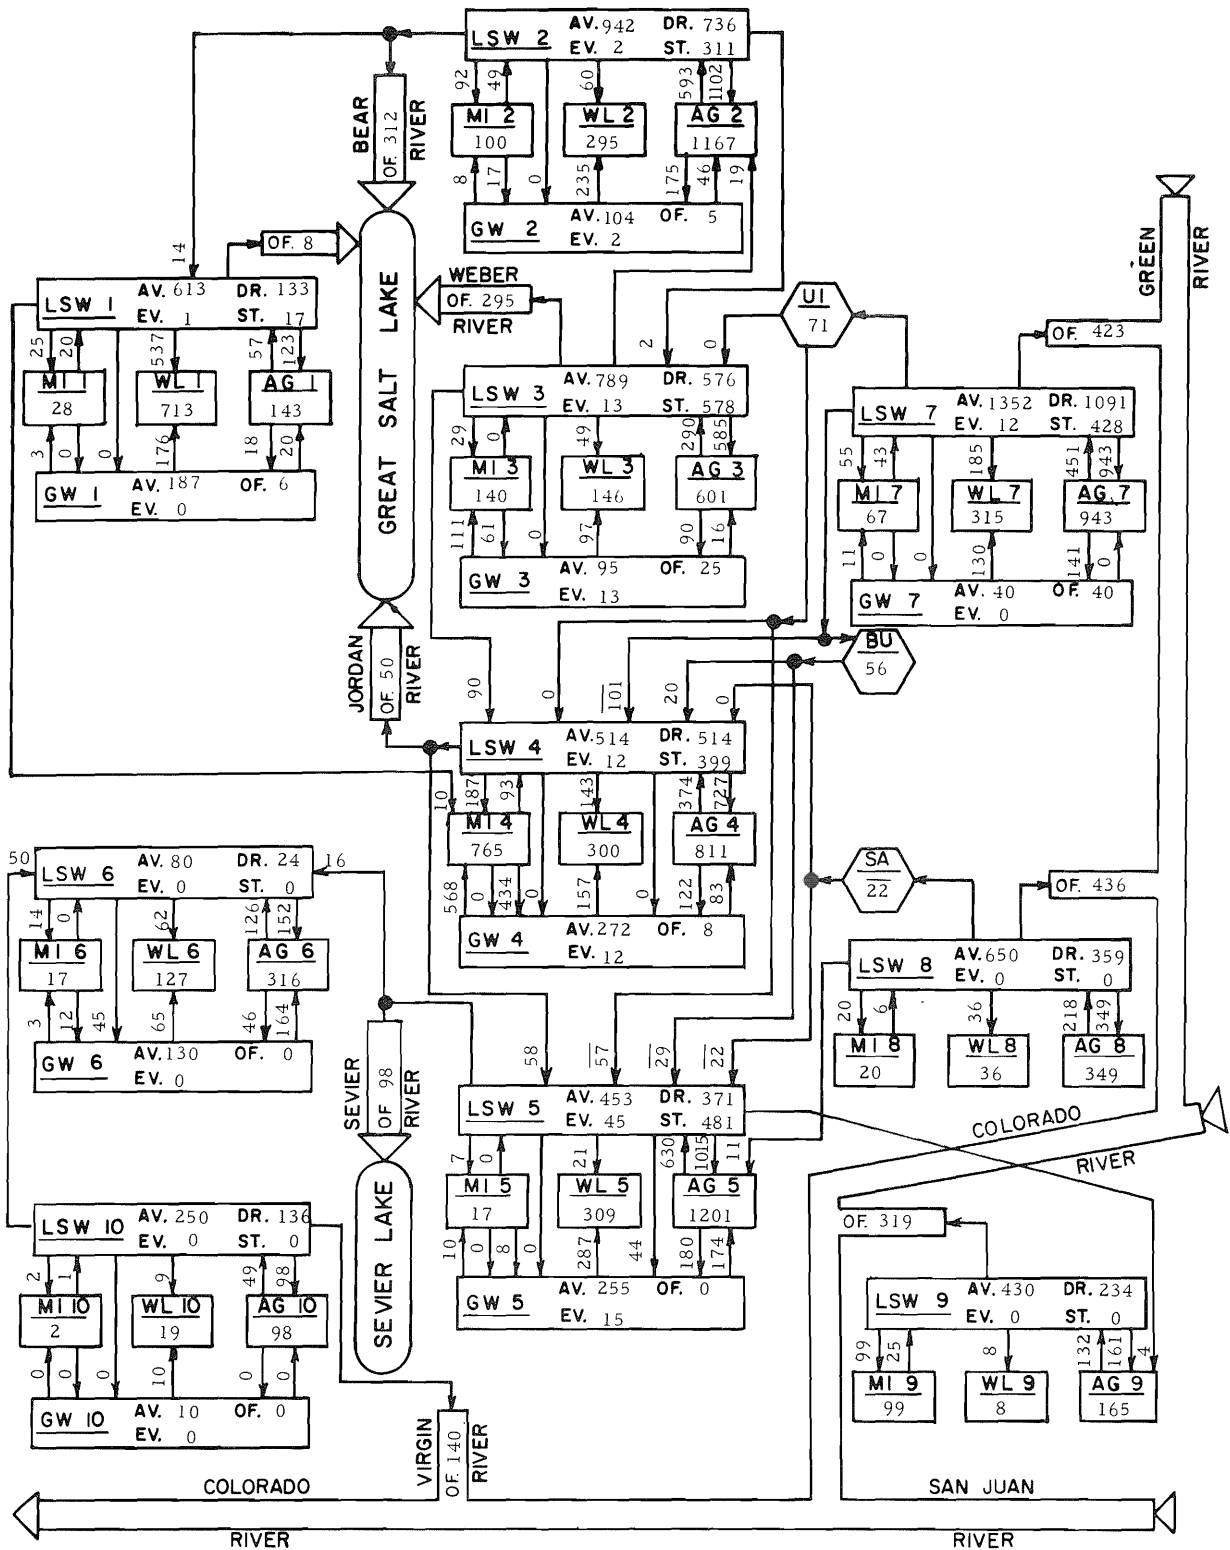 LSW 2 AV. 942 DR. 736
EV. 2 ST. 311
92 49 60 593 1102
MI 2 WL 2 AG 2
100 295 1167
8 17 0 235 175 46 19
GW 2 AV. 104 OF. 5
EV. 2
BEAR RIVER
OF. 312
14
OF. 8
LSW 1 AV. 613 DR. 133
EV. 1 ST. 17
25 20 537 57 123
MI 1 WL 1 AG 1
28 713 143
3 0 0 176 18 20
GW 1 AV. 187 OF. 6
EV. 0
GREAT SALT LAKE
WEBER
OF. 295
RIVER
2 0
UI
71
GREEN RIVER
OF. 423
LSW 3 AV. 789 DR. 576
EV. 13 ST. 578
29 0 49 290 585
MI 3 WL 3 AG 3
140 146 601
111 61 0 97 90 16
GW 3 AV. 95 OF. 25
EV. 13
LSW 7 AV. 1352 DR. 1091
EV. 12 ST. 428
55 43 185 451 943
MI 7 WL 7 AG 7
67 315 943
11 0 0 130 141 0
GW 7 AV. 40 OF. 40
EV. 0
BU
56
JORDAN RIVER
OF. 50
90 0 101 20 0
LSW 4 AV. 514 DR. 514
EV. 12 ST. 399
10 187 93 143 374 727
MI 4 WL 4 AG 4
765 300 811
568 0 434 0 157 0 122 83
GW 4 AV. 272 OF. 8
EV. 12
50
LSW 6 AV. 80 DR. 24
EV. 0 ST. 0
16
14 0 62 126 152
MI 6 WL 6 AG 6
17 127 316
3 12 45 65 46 164
GW 6 AV. 130 OF. 0
EV. 0
SA
22
OF. 436
LSW 8 AV. 650 DR. 359
EV. 0 ST. 0
20 6 36 218 349
MI 8 WL 8 AG 8
20 36 349
SEVIER RIVER
OF 98
58 57 29 22
LSW 5 AV. 453 DR. 371
EV. 45 ST. 481
7 0 21 630 1015 11
MI 5 WL 5 AG 5
17 309 1201
10 0 8 0 287 44 180 174
GW 5 AV. 255 OF. 0
EV. 15
SEVIER LAKE
COLORADO
RIVER
OF. 319
LSW 9 AV. 430 DR. 234
EV. 0 ST. 0
99 25 8 132 161 4
MI 9 WL 9 AG 9
99 8 165
LSW 10 AV. 250 DR. 136
EV. 0 ST. 0
2 1 9 49 98
MI 10 WL 10 AG 10
2 19 98
0 0 0 10 0 0
GW 10 AV. 10 OF. 0
EV. 0
VIRGIN RIVER
OF. 140
COLORADO
RIVER
SAN JUAN
RIVER